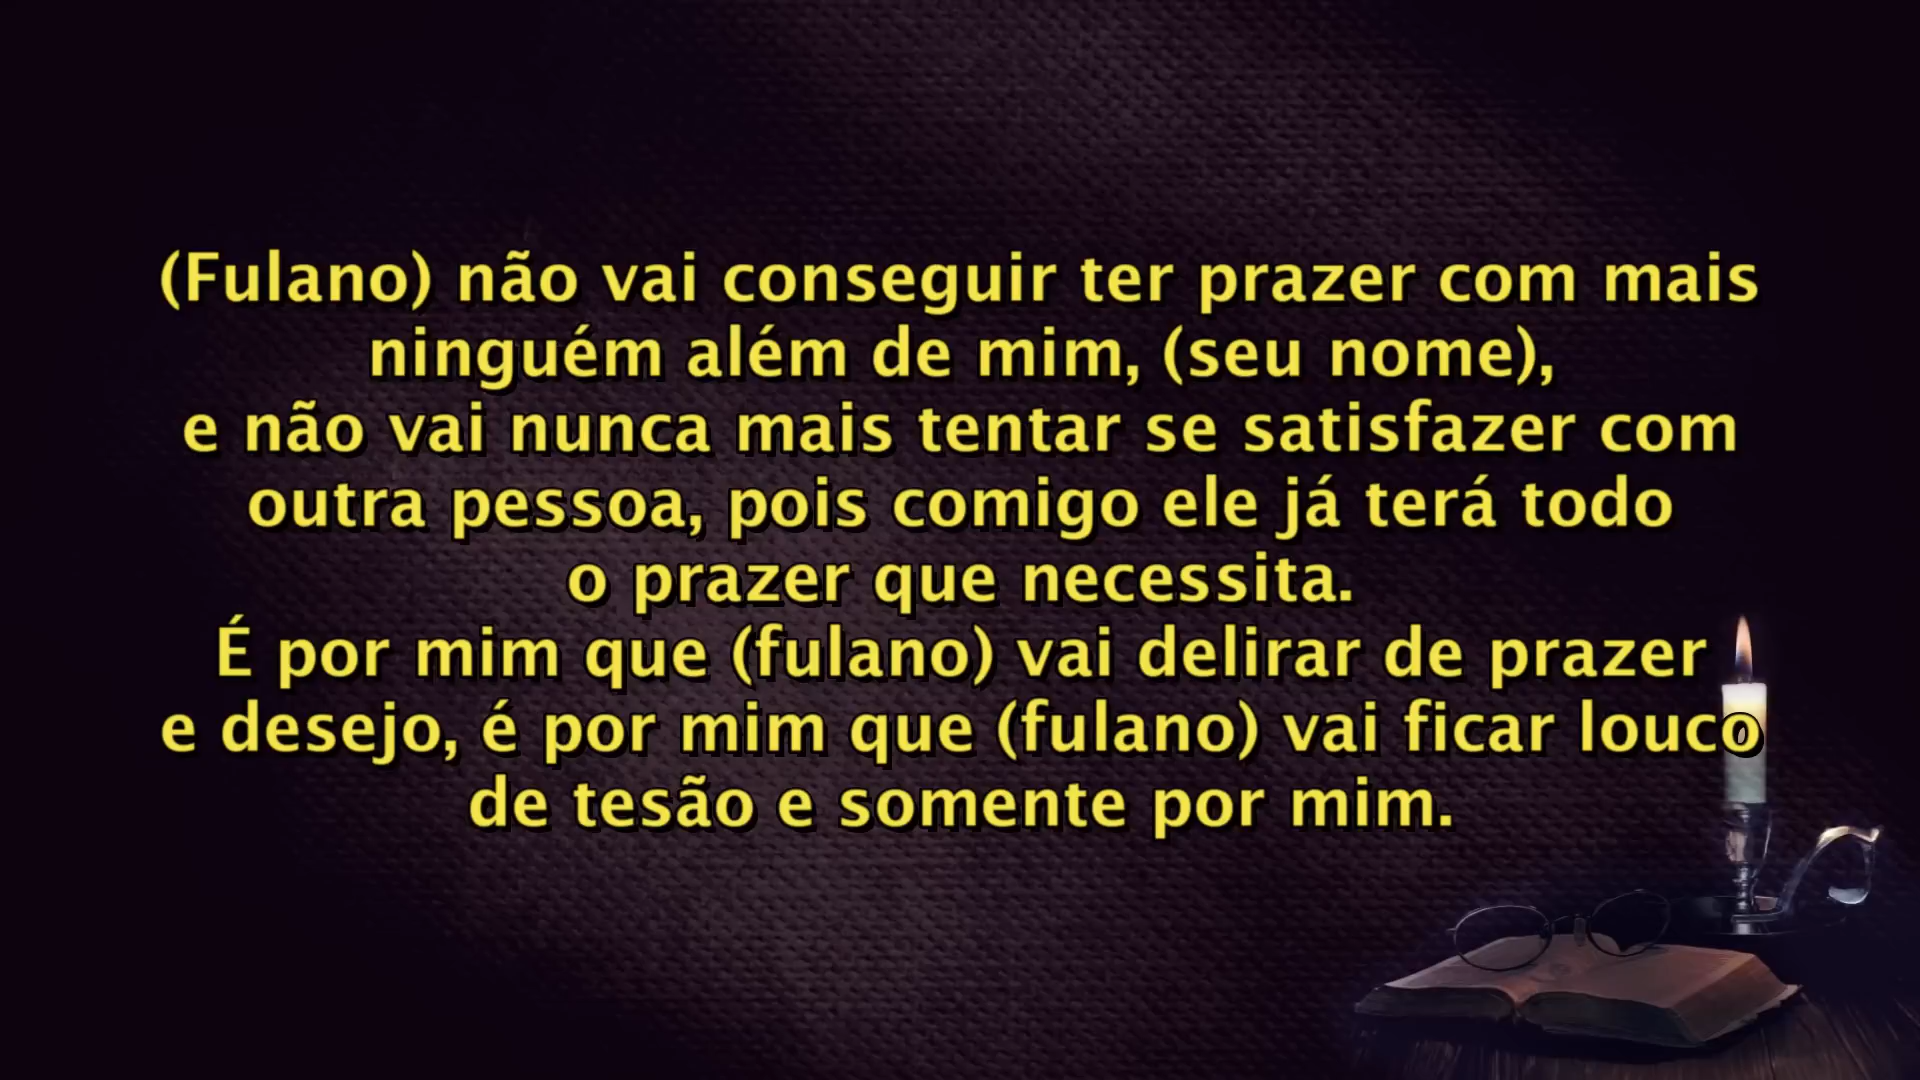 (Fulano) não vai conseguir ter prazer com mais
ninguém além de mim, (seu nome),
e não vai nunca mais tentar se satisfazer com
outra pessoa, pois comigo ele já terá todo
o prazer que necessita.
É por mim que (fulano) vai delirar de prazer
e desejo, é por mim que (fulano) vai ficar louco
de tesão e somente por mim.